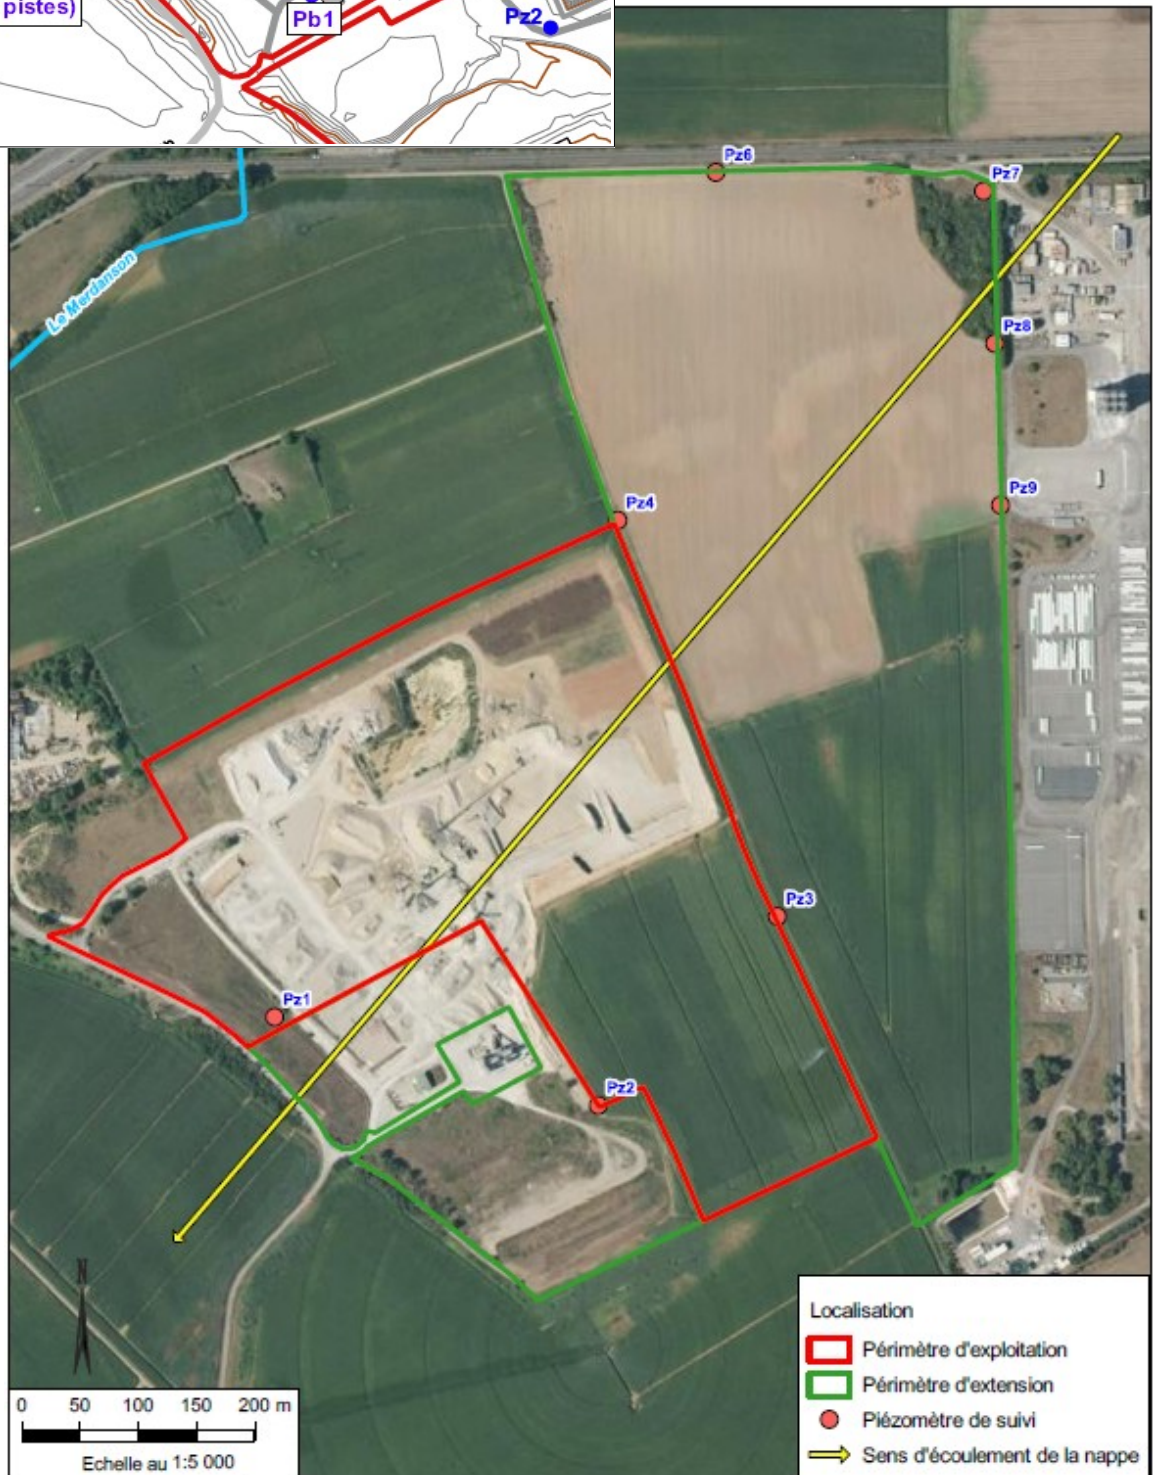 pistes)
Pb1
Pz2
Pz6
Pz7
Le Merdanson
Pz8
Pz4
Pz9
Pz3
Pz1
Pz2
N
0 50 100 150 200 m
Echelle au 1:5 000
Localisation
Périmètre d'exploitation
Périmètre d'extension
Piézomètre de suivi
Sens d'écoulement de la nappe